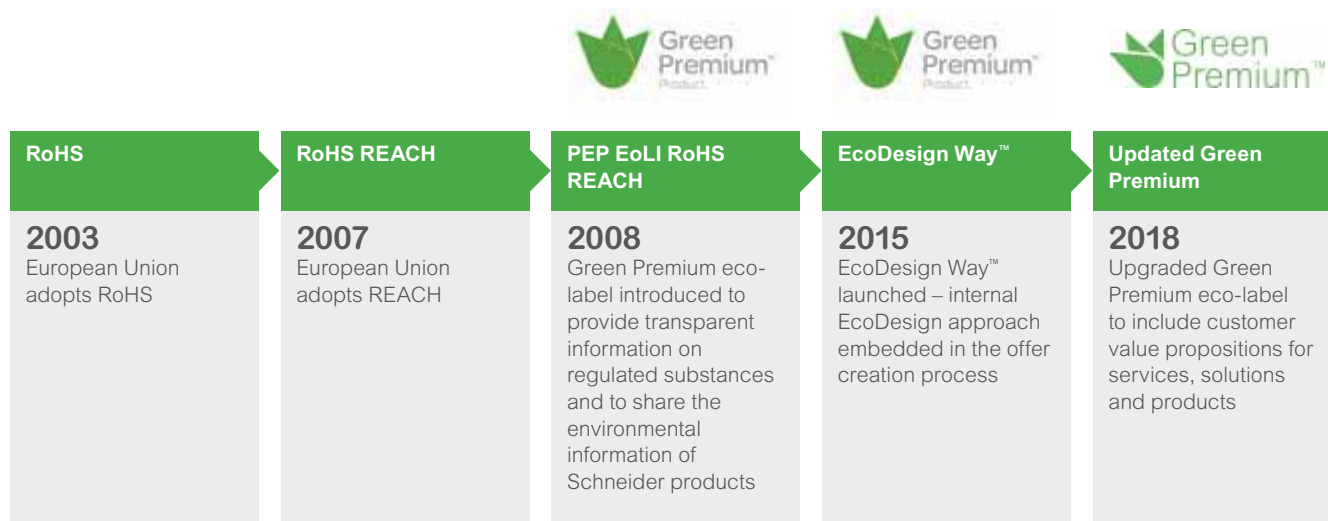 Green
Premium™
Product
Green
Premium™
Product
Green
Premium™
RoHS
2003
European Union
adopts RoHS
RoHS REACH
2007
European Union
adopts REACH
PEP EoLI RoHS
REACH
2008
Green Premium eco-
label introduced to
provide transparent
information on
regulated substances
and to share the
environmental
information of
Schneider products
EcoDesign Way™
2015
EcoDesign Way™
launched – internal
EcoDesign approach
embedded in the offer
creation process
Updated Green
Premium
2018
Upgraded Green
Premium eco-label
to include customer
value propositions for
services, solutions
and products